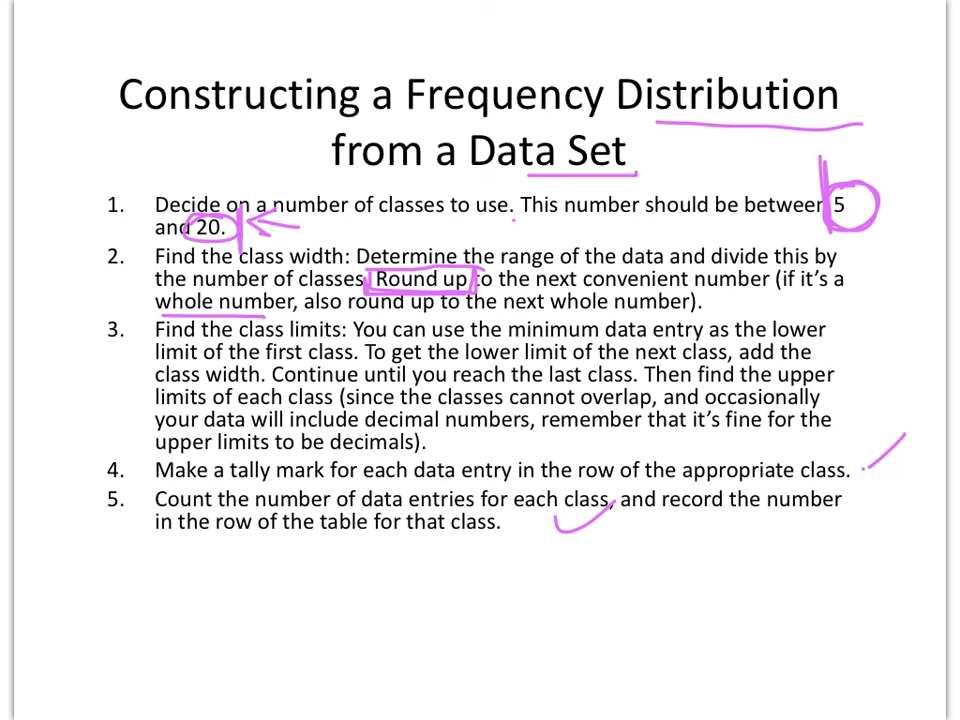 Constructing a Frequency Distribution
from a Data Set
1. Decide on a number of classes to use. This number should be between 5
and 20.
2. Find the class width: Determine the range of the data and divide this by
the number of classes. Round up to the next convenient number (if it's a
whole number, also round up to the next whole number).
3. Find the class limits: You can use the minimum data entry as the lower
limit of the first class. To get the lower limit of the next class, add the
class width. Continue until you reach the last class. Then find the upper
limits of each class (since the classes cannot overlap, and occasionally
your data will include decimal numbers, remember that it's fine for the
upper limits to be decimals).
4. Make a tally mark for each data entry in the row of the appropriate class.
5. Count the number of data entries for each class, and record the number
in the row of the table for that class.